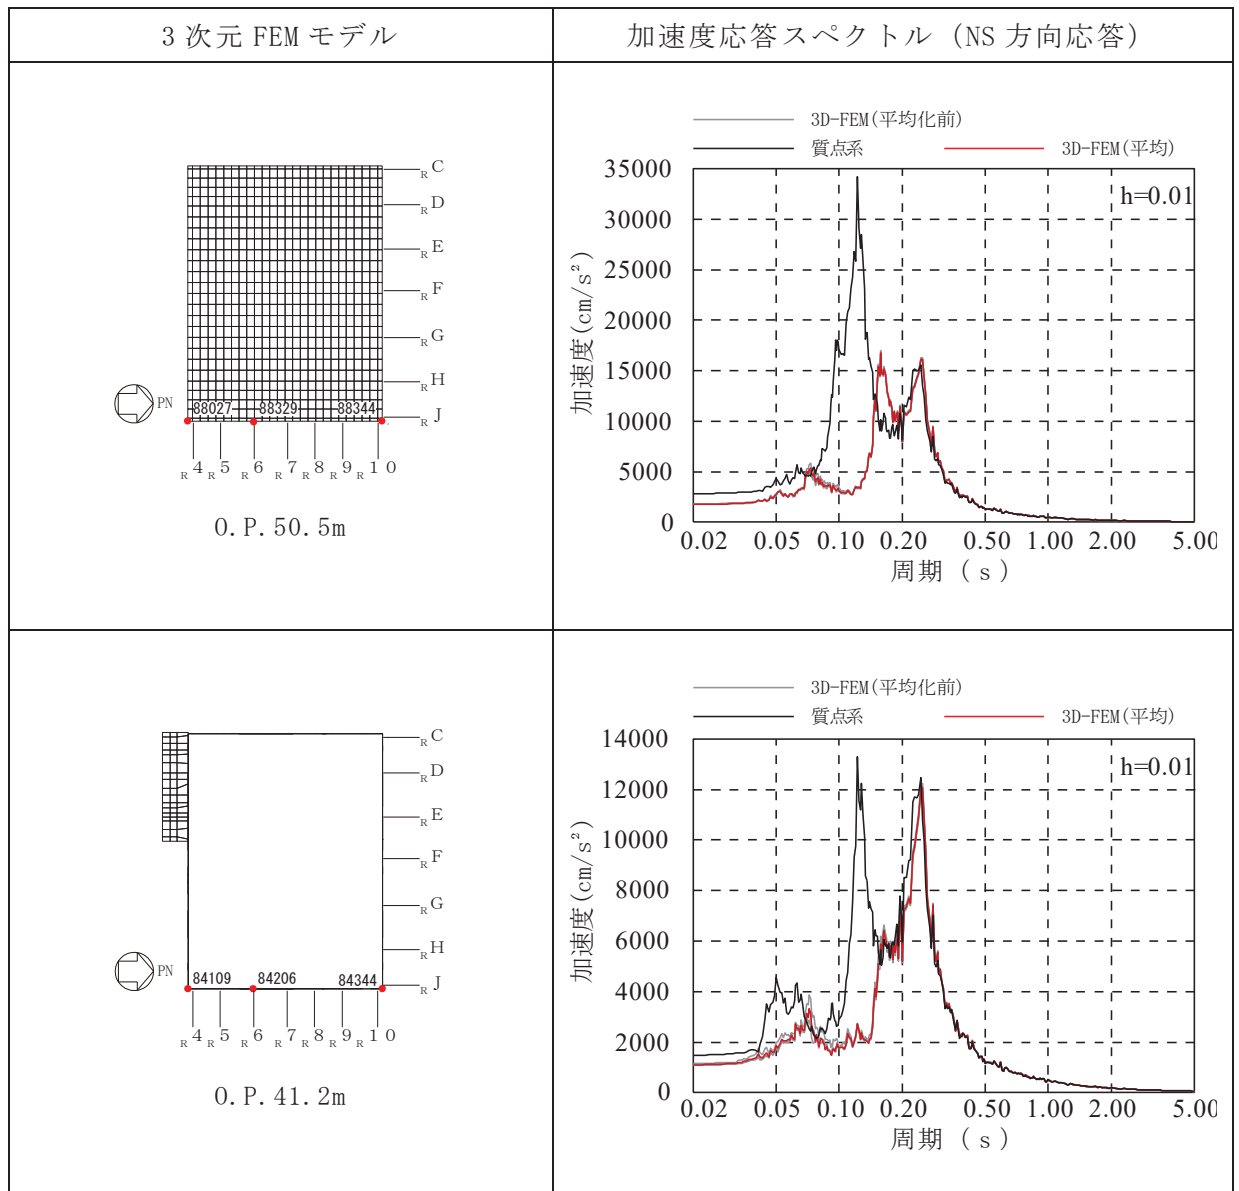 3次元 FEM モデル
加速度応答スペクトル（NS 方向応答）
RC
RD
RE
RF
RG
RH
RJ
PN
88027 88329 88344
R4 R5 R6 R7 R8 R9 R10
O.P.50.5m
3D-FEM(平均化前)
質点系 3D-FEM(平均)
h=0.01
加速度(cm/s²)
35000
30000
25000
20000
15000
10000
5000
0
0.02 0.05 0.10 0.20 0.50 1.00 2.00 5.00
周期（s）
RC
RD
RE
RF
RG
RH
RJ
PN
84109 84206 84344
R4 R5 R6 R7 R8 R9 R10
O.P.41.2m
3D-FEM(平均化前)
質点系 3D-FEM(平均)
h=0.01
加速度(cm/s²)
14000
12000
10000
8000
6000
4000
2000
0
0.02 0.05 0.10 0.20 0.50 1.00 2.00 5.00
周期（s）